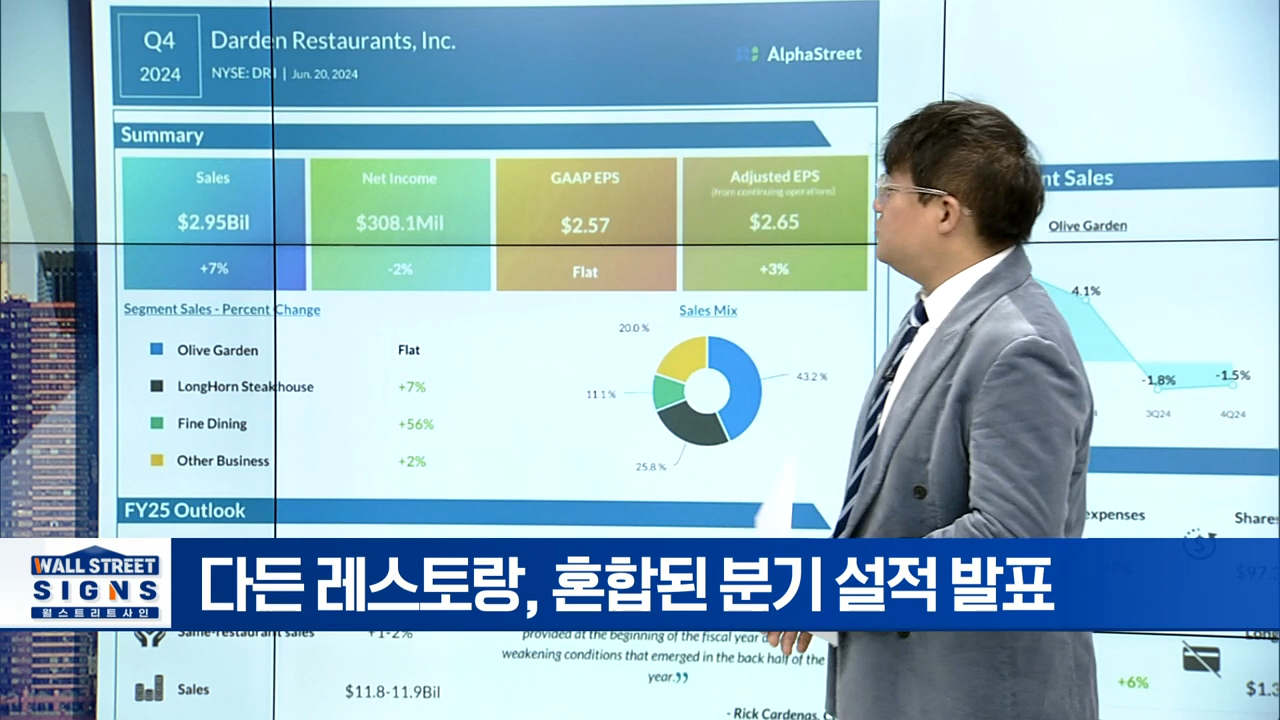 Q4
2024
Darden Restaurants, Inc.
NYSE: DRI | Jun. 20, 2024
AlphaStreet
Summary
Sales
$2.95Bil
+7%
Net Income
$308.1Mil
-2%
GAAP EPS
$2.57
Flat
Adjusted EPS
(from continuing operations)
$2.65
+3%
Segment Sales - Percent Change
Olive Garden Flat
LongHorn Steakhouse +7%
Fine Dining +56%
Other Business +2%
Sales Mix
20.0 %
43.2 %
11.1 %
25.8 %
nt Sales
Olive Garden
4.1%
-1.8%
-1.5%
3Q24
4Q24
FY25 Outlook
expenses
Share
WALL STREET
SIGNS
월스트리트사인
다든 레스토랑, 혼합된 분기 설적 발표
Same-restaurant sales +1-2%
Sales $11.8-11.9Bil
provided at the beginning of the fiscal year
weakening conditions that emerged in the back half of the
year.”
- Rick Cardenas, C
+6%
$1.3